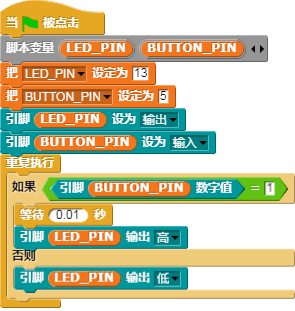 当 被点击
脚本变量 LED_PIN BUTTON_PIN
把 LED_PIN 设定为 13
把 BUTTON_PIN 设定为 5
引脚 LED_PIN 设为 输出
引脚 BUTTON_PIN 设为 输入
重复执行
如果 引脚 BUTTON_PIN 数字值 = 1
等待 0.01 秒
引脚 LED_PIN 输出 高
否则
引脚 LED_PIN 输出 低